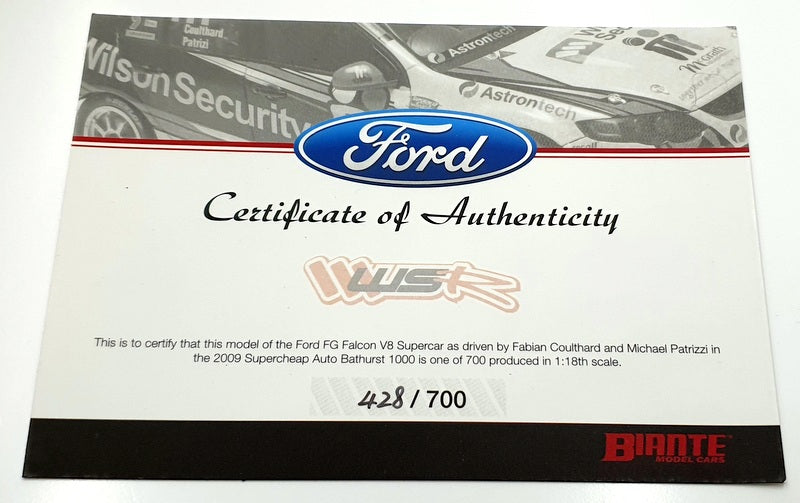 Coulthard
Patrizi
Wilson Security
Astrontech
Astrontech
Ford
Certificate of Authenticity
WSR
This is to certify that this model of the Ford FG Falcon V8 Supercar as driven by Fabian Coulthard and Michael Patrizzi in
the 2009 Supercheap Auto Bathurst 1000 is one of 700 produced in 1:18th scale.
428 / 700
BIANTE
MODEL CARS